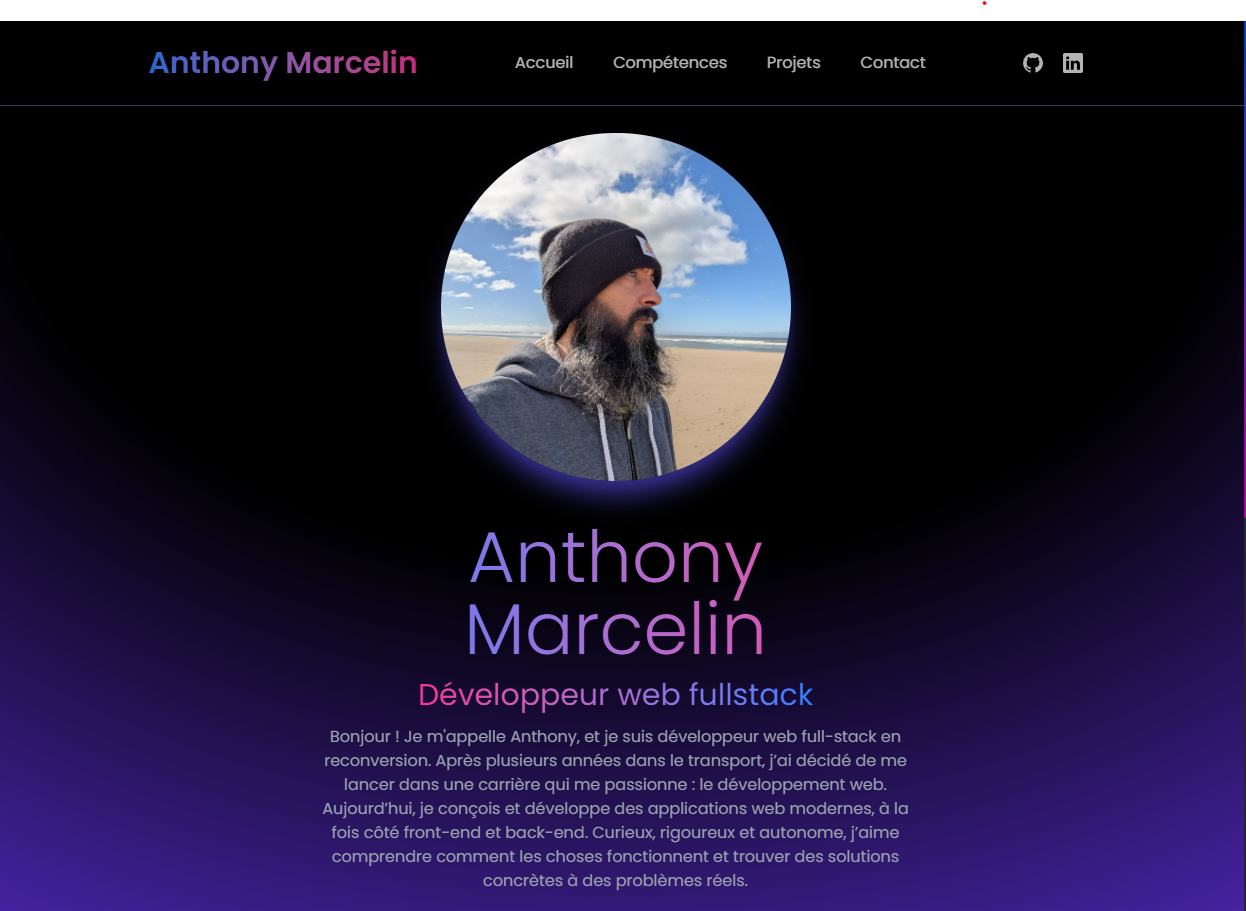 Anthony Marcelin
Accueil Compétences Projets Contact
in
Anthony
Marcelin
Développeur web fullstack
Bonjour ! Je m'appelle Anthony, et je suis développeur web full-stack en
reconversion. Après plusieurs années dans le transport, j’ai décidé de me
lancer dans une carrière qui me passionne : le développement web.
Aujourd’hui, je conçois et développe des applications web modernes, à la
fois côté front-end et back-end. Curieux, rigoureux et autonome, j’aime
comprendre comment les choses fonctionnent et trouver des solutions
concrètes à des problèmes réels.